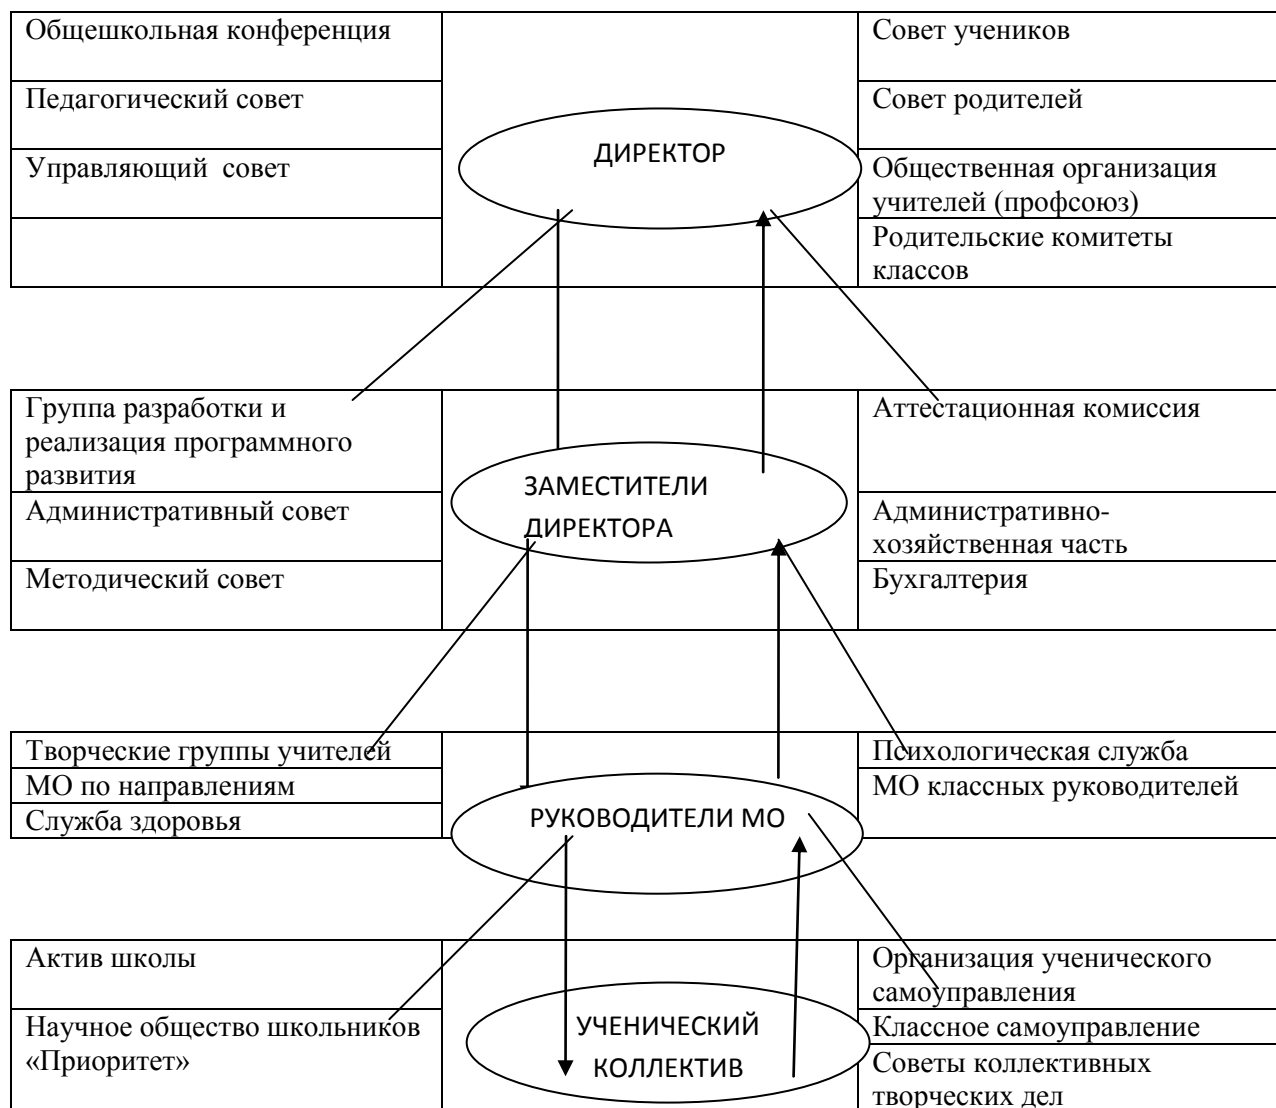 Общешкольная конференция
Совет учеников
Педагогический совет
Совет родителей
ДИРЕКТОР
Управляющий совет
Общественная организация
учителей (профсоюз)
Родительские комитеты
классов
Группа разработки и
реализация программного
развития
Аттестационная комиссия
ЗАМЕСТИТЕЛИ
ДИРЕКТОРА
Административный совет
Административно-
хозяйственная часть
Методический совет
Бухгалтерия
Творческие группы учителей
Психологическая служба
МО по направлениям
МО классных руководителей
Служба здоровья
РУКОВОДИТЕЛИ МО
Актив школы
Организация ученического
самоуправления
Научное общество школьников
«Приоритет»
УЧЕНИЧЕСКИЙ
КОЛЛЕКТИВ
Классное самоуправление
Советы коллективных
творческих дел